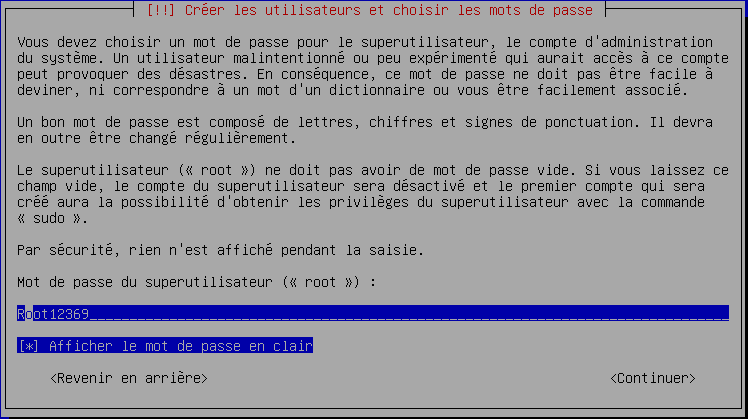 [!!] Créer les utilisateurs et choisir les mots de passe
Vous devez choisir un mot de passe pour le superutilisateur, le compte d'administration
du système. Un utilisateur malintentionné ou peu expérimenté qui aurait accès à ce compte
peut provoquer des désastres. En conséquence, ce mot de passe ne doit pas être facile à
deviner, ni correspondre à un mot d'un dictionnaire ou vous être facilement associé.
Un bon mot de passe est composé de lettres, chiffres et signes de ponctuation. Il devra
en outre être changé régulièrement.
Le superutilisateur (« root ») ne doit pas avoir de mot de passe vide. Si vous laissez ce
champ vide, le compte du superutilisateur sera désactivé et le premier compte qui sera
créé aura la possibilité d'obtenir les privilèges du superutilisateur avec la commande
« sudo ».
Par sécurité, rien n'est affiché pendant la saisie.
Mot de passe du superutilisateur (« root ») :
Root12369
[*] Afficher le mot de passe en clair
<Revenir en arrière> <Continuer>